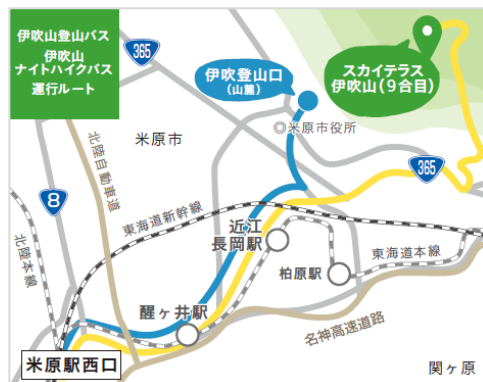 伊吹山登山バス
伊吹山
ナイトハイクバス
運行ルート
365
伊吹登山口
(山麓)
スカイテラス
伊吹山(9合目)
◎米原市役所
米原市
北陸自動車道
365
8
東海道新幹線
近江
長岡駅
北陸本線
柏原駅
東海道本線
醒ヶ井駅
名神高速道路
米原駅西口
関ヶ原